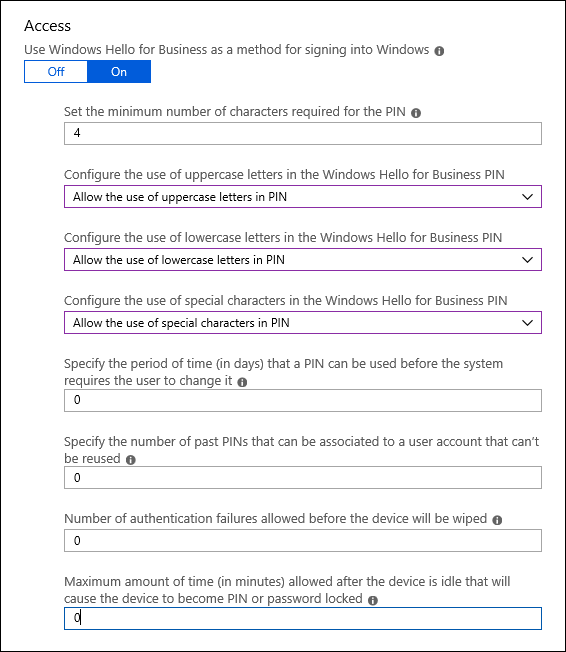 Access
Use Windows Hello for Business as a method for signing into Windows
Off On
Set the minimum number of characters required for the PIN
4
Configure the use of uppercase letters in the Windows Hello for Business PIN
Allow the use of uppercase letters in PIN
Configure the use of lowercase letters in the Windows Hello for Business PIN
Allow the use of lowercase letters in PIN
Configure the use of special characters in the Windows Hello for Business PIN
Allow the use of special characters in PIN
Specify the period of time (in days) that a PIN can be used before the system
requires the user to change it
0
Specify the number of past PINs that can be associated to a user account that can't
be reused
0
Number of authentication failures allowed before the device will be wiped
0
Maximum amount of time (in minutes) allowed after the device is idle that will
cause the device to become PIN or password locked
0